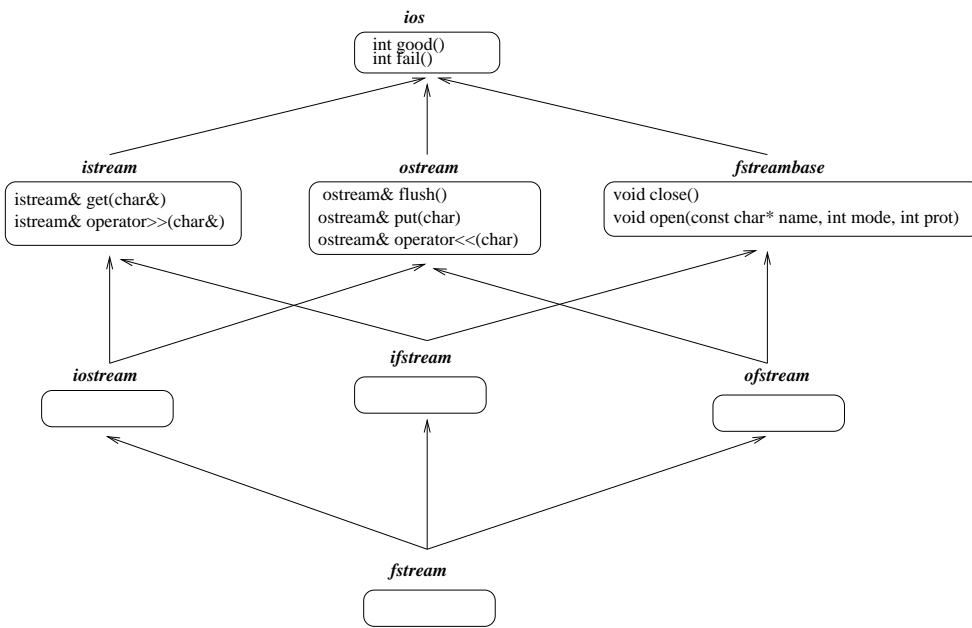 ios
int good()
int fail()
istream
ostream
fstreambase
istream& get(char&)
istream& operator>>(char&)
ostream& flush()
ostream& put(char)
ostream& operator<<(char)
void close()
void open(const char* name, int mode, int prot)
iostream
ifstream
ofstream
fstream